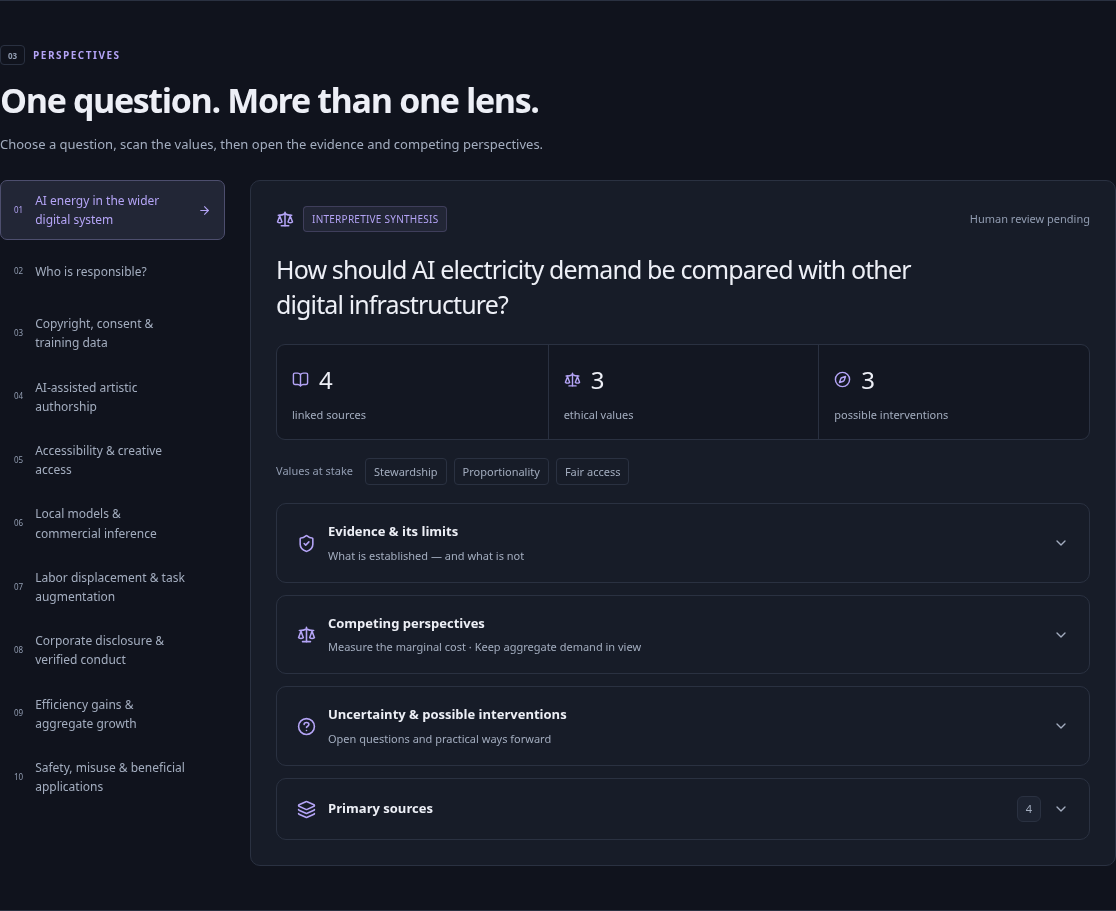 03 PERSPECTIVES
One question. More than one lens.
Choose a question, scan the values, then open the evidence and competing perspectives.
01 AI energy in the wider
digital system
02 Who is responsible?
03 Copyright, consent &
training data
04 AI-assisted artistic
authorship
05 Accessibility & creative
access
06 Local models &
commercial inference
07 Labor displacement & task
augmentation
08 Corporate disclosure &
verified conduct
09 Efficiency gains &
aggregate growth
10 Safety, misuse & beneficial
applications
INTERPRETIVE SYNTHESIS
Human review pending
How should AI electricity demand be compared with other
digital infrastructure?
4
linked sources
3
ethical values
3
possible interventions
Values at stake Stewardship Proportionality Fair access
Evidence & its limits
What is established — and what is not
Competing perspectives
Measure the marginal cost · Keep aggregate demand in view
Uncertainty & possible interventions
Open questions and practical ways forward
Primary sources 4